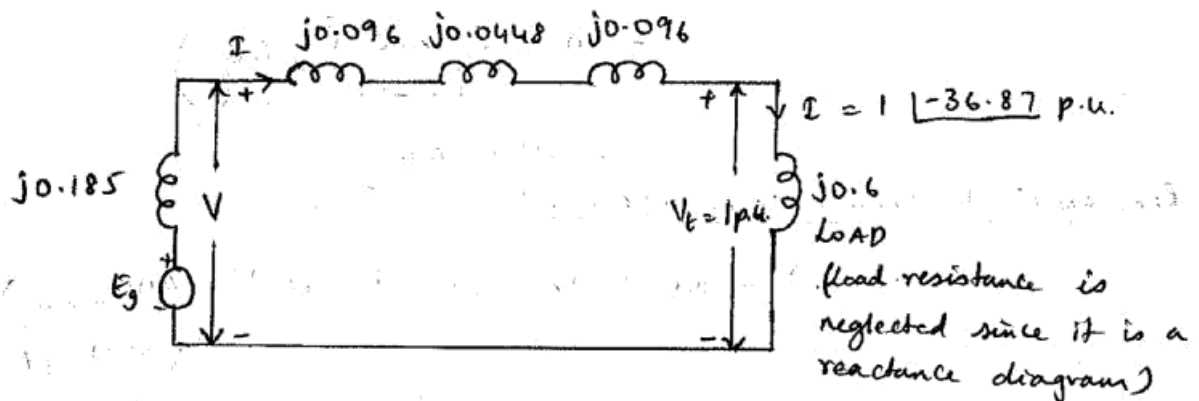 I
j0.096 j0.0448 j0.096
+
+
I = 1 ∠-36.87 p.u.
j0.185
V
Vt = 1p.u.
j0.6
LOAD
(load resistance is
neglected since it is a
reactance diagram)
+
Eg
-
-
-